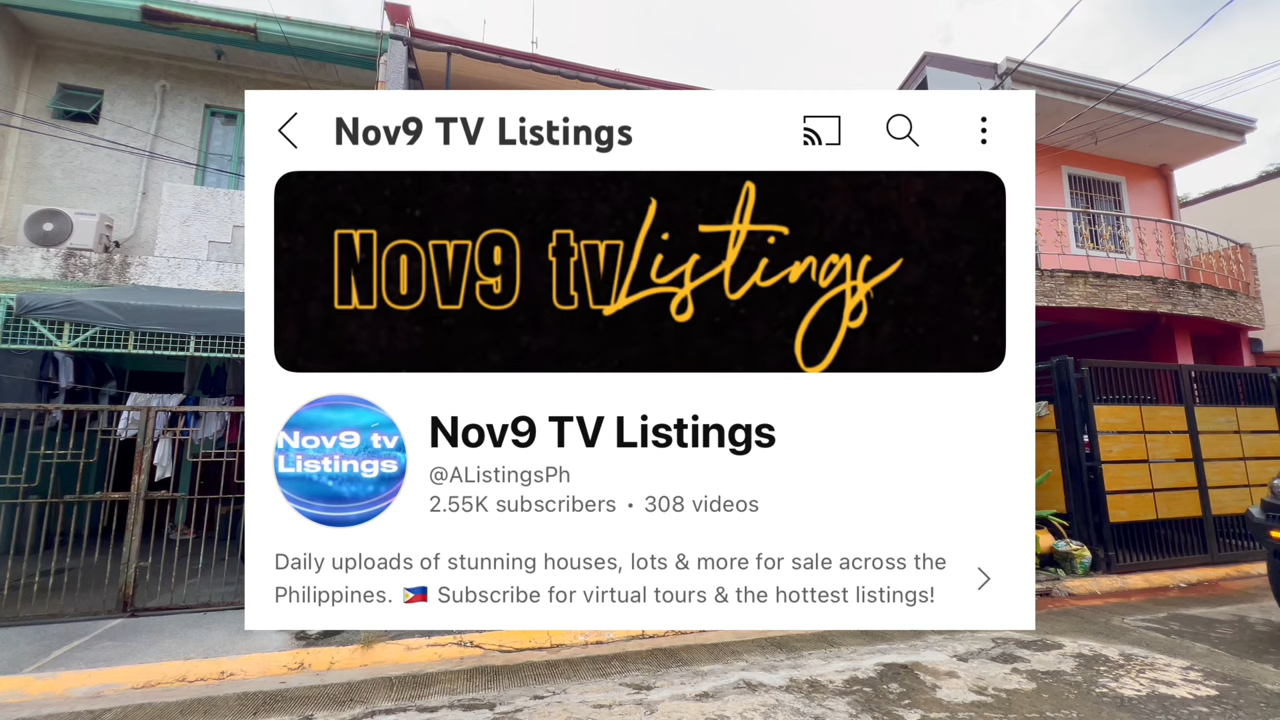 Nov9 TV Listings
Nov9 tv Listings
Nov9 tv
Listings
Nov9 TV Listings
@AListingsPh
2.55K subscribers • 308 videos
Daily uploads of stunning houses, lots & more for sale across the
Philippines. 🇵🇭 Subscribe for virtual tours & the hottest listings!